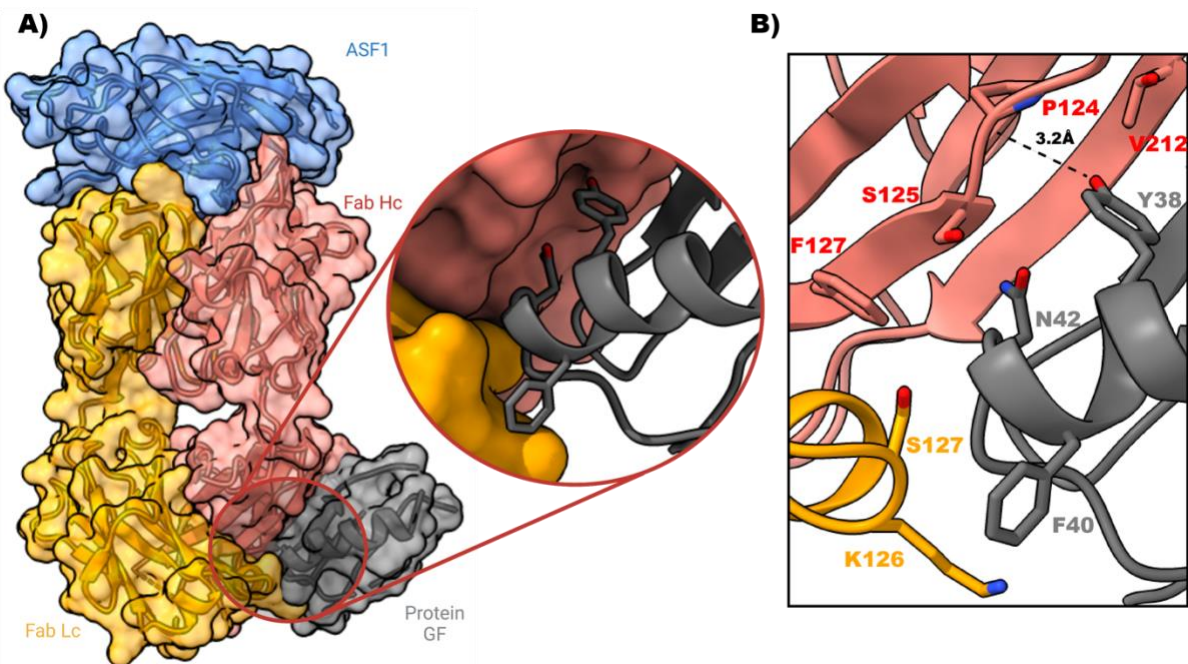 A)
ASF1
Fab Hc
Fab Lc
Protein
GF
B)
P124
3.2Å
V212
S125
Y38
F127
N42
S127
F40
K126